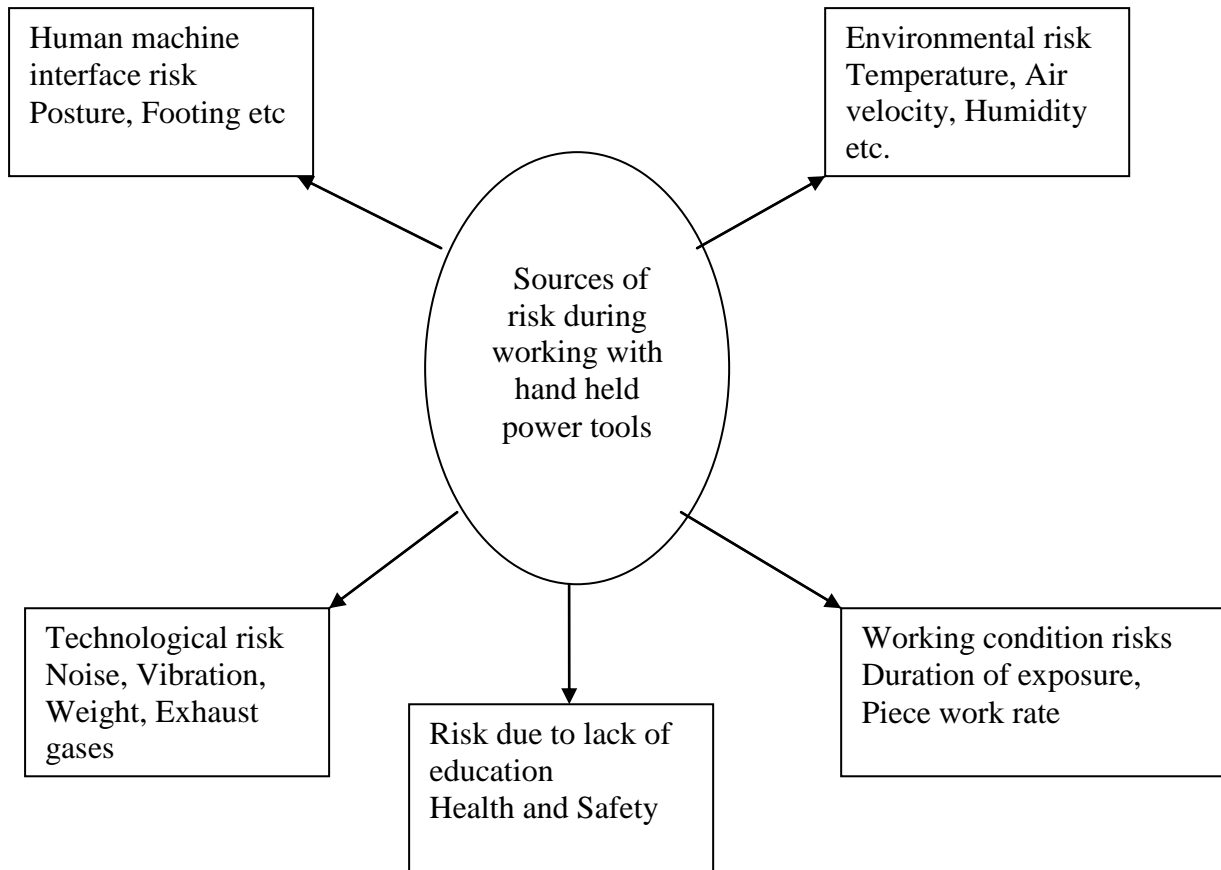 Human machine
interface risk
Posture, Footing etc
Environmental risk
Temperature, Air
velocity, Humidity
etc.
Sources of
risk during
working with
hand held
power tools
Technological risk
Noise, Vibration,
Weight, Exhaust
gases
Risk due to lack of
education
Health and Safety
Working condition risks
Duration of exposure,
Piece work rate